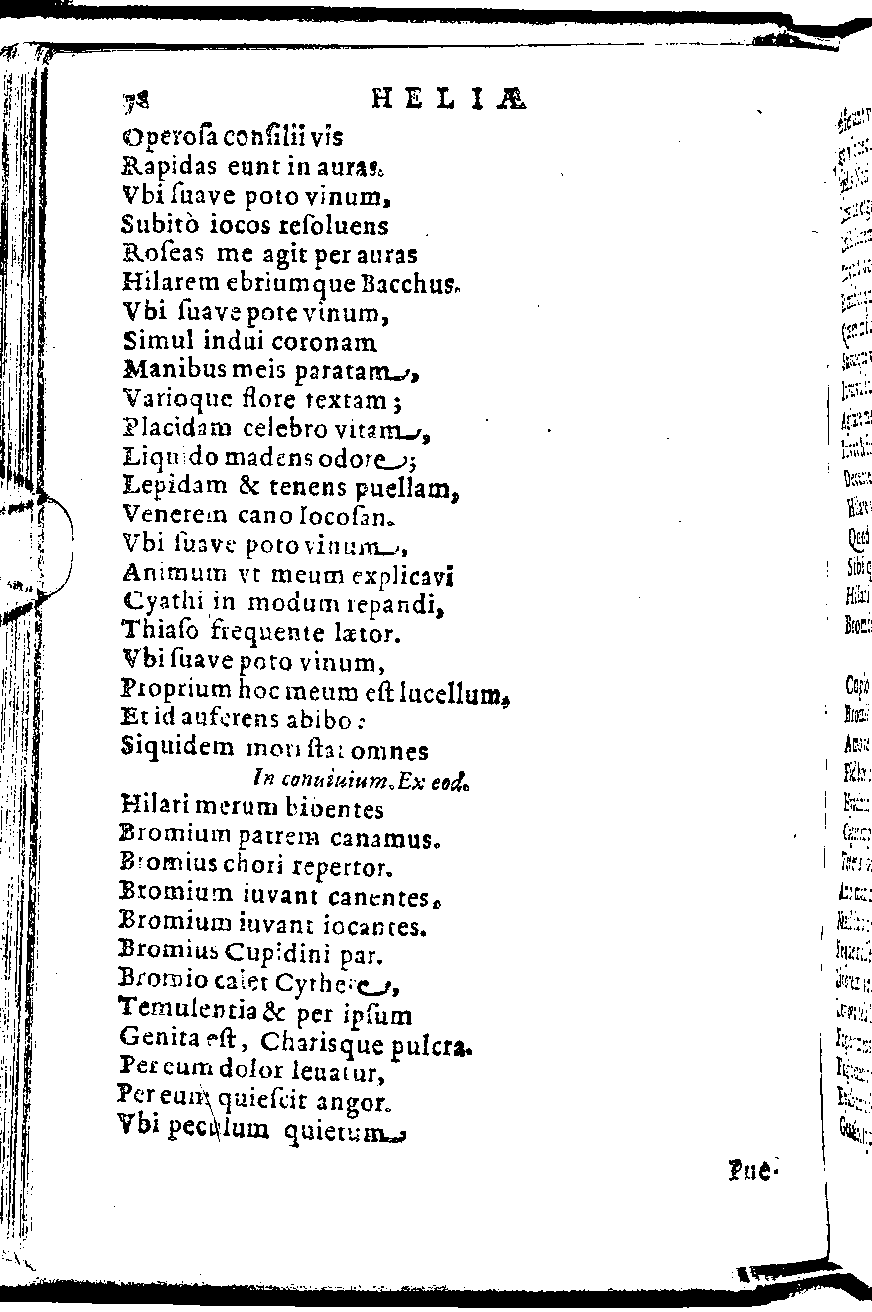 78 HELIÆ
Operoſa conſilii vis
Rapidas eunt in auras.
Vbi ſuave poto vinum,
Subitò iocos reſoluens
Roſeas me agit per auras
Hilarem ebriumque Bacchus.
Vbi ſuave pote vinum,
Simul indui coronam
Manibus meis paratam,
Varioque flore textam;
Placidam celebro vitam,
Liquido madens odore;
Lepidam & tenens puellam,
Venerem cano Iocoſan.
Vbi ſuave poto vinum,
Animum vt meum explicavi
Cyathi in modum repandi,
Thiaſo frequente lætor.
Vbi ſuave poto vinum,
Proprium hoc meum eſt lucellum,
Et id auferens abibo:
Siquidem mori ſtat omnes
In conuiuium. Ex eod.
Hilari merum bibentes
Bromium patrem canamus.
Bromius chori repertor.
Bromium iuvant canentes,
Bromium iuvant iocantes.
Bromius Cupidini par.
Bromio calet Cythere,
Temulentia & per ipſum
Genita eſt, Charisque pulcra.
Per eum dolor leuatur,
Per eum quieſcit angor.
Vbi peculum quietum
Pue-